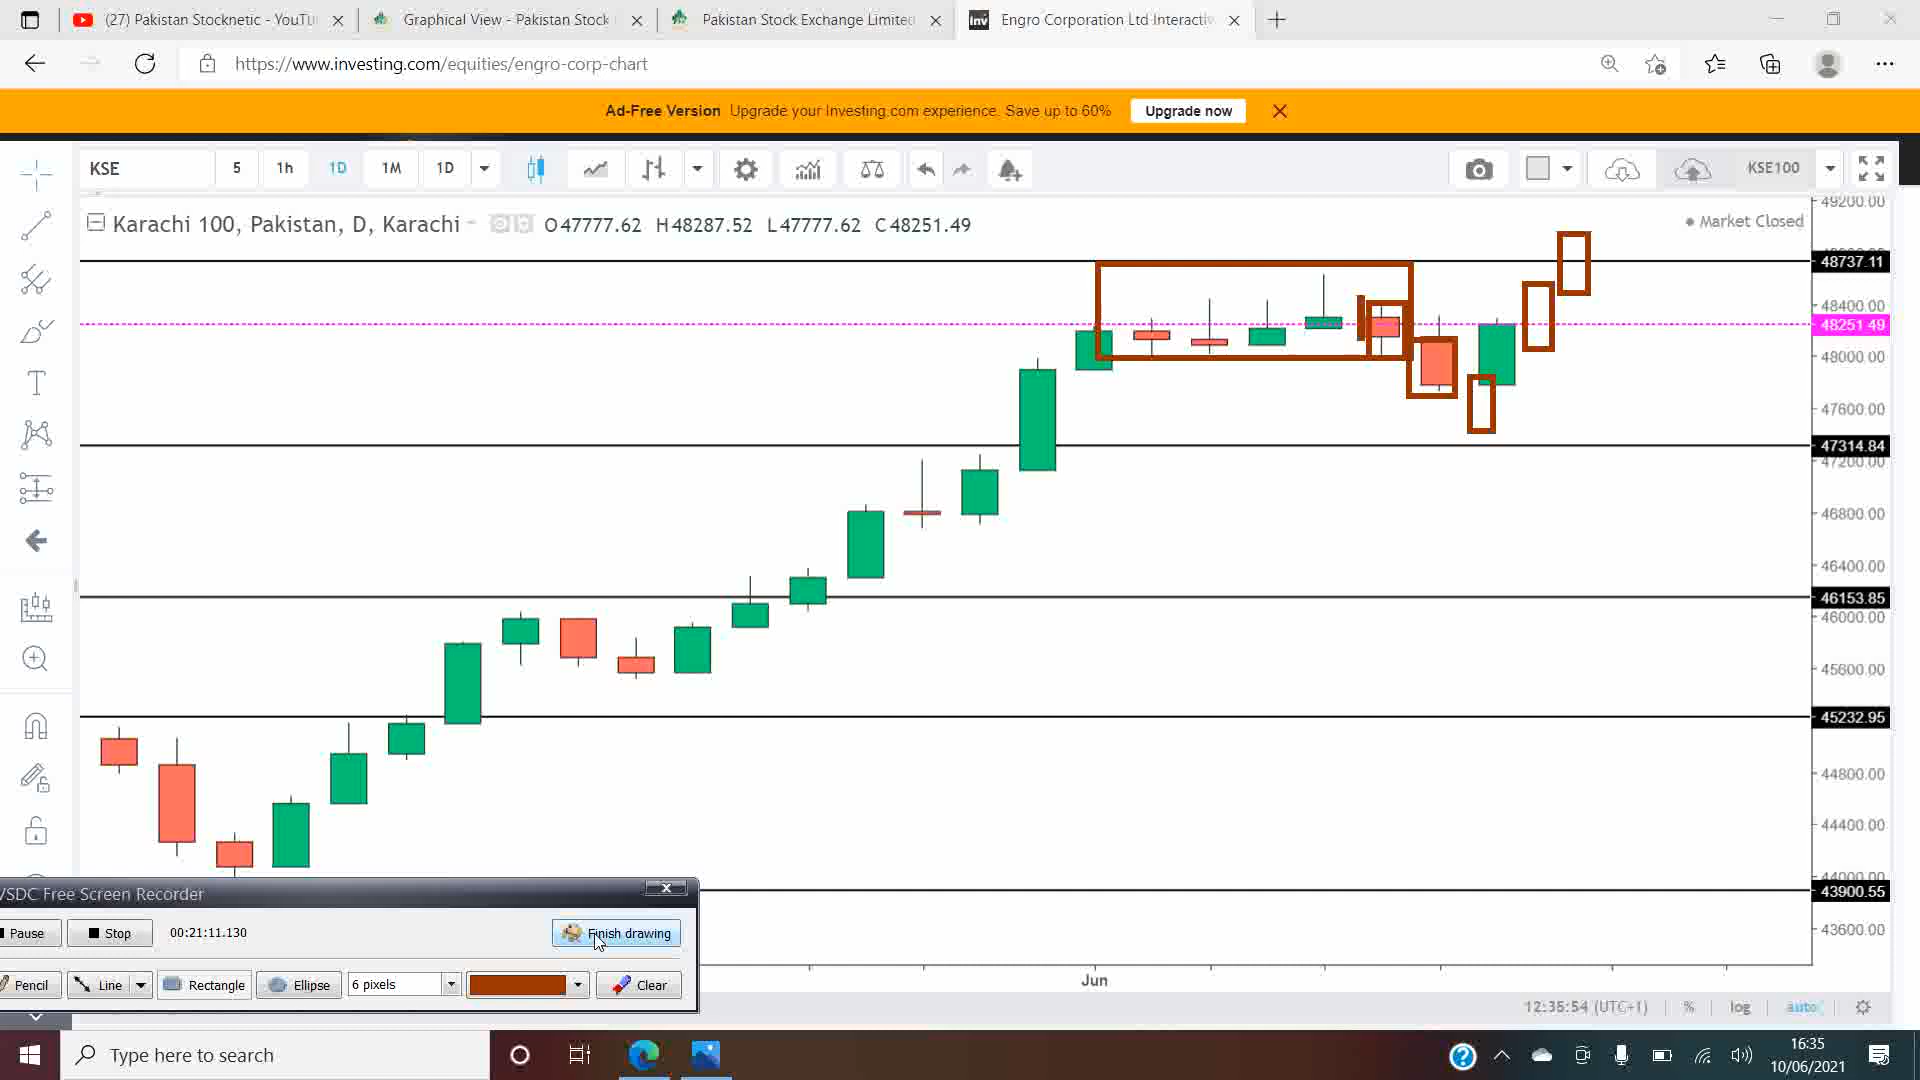 (27) Pakistan Stocknetic - YouTu
Graphical View - Pakistan Stock
Pakistan Stock Exchange Limited
Inv Engro Corporation Ltd Interactiv
https://www.investing.com/equities/engro-corp-chart
Ad-Free Version Upgrade your Investing.com experience. Save up to 60% Upgrade now
KSE 5 1h 1D 1M 1D KSE100
Karachi 100, Pakistan, D, Karachi O47777.62 H48287.52 L47777.62 C48251.49
Market Closed
49200.00
48737.11
48400.00
48251.49
48000.00
47600.00
47314.84
47200.00
46800.00
46400.00
46153.85
46000.00
45600.00
45232.95
44800.00
44400.00
44000.00
43900.55
43600.00
Jun
12:35:54 (UTC+1) % log auto
VSDC Free Screen Recorder
Pause Stop 00:21:11.130 Finish drawing
Pencil Line Rectangle Ellipse 6 pixels Clear
Type here to search
16:35
10/06/2021